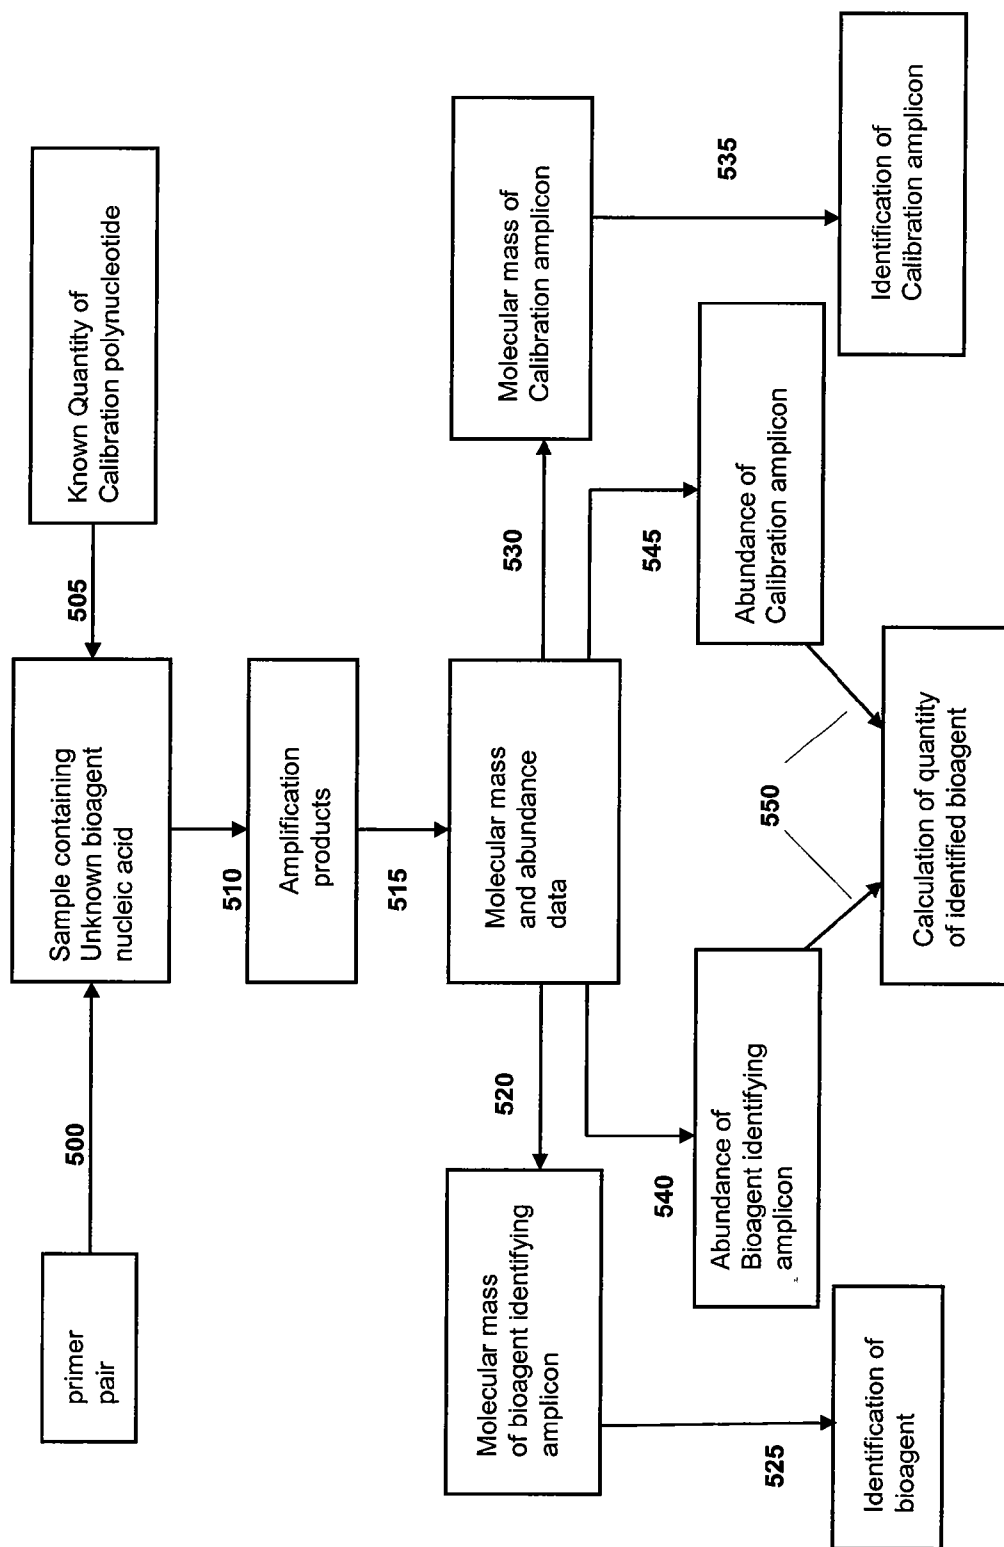 primer
pair
500
Sample containing
Unknown bioagent
nucleic acid
505
Known Quantity of
Calibration polynucleotide
510
Amplification
products
515
Molecular mass
and abundance
data
520
Molecular mass
of bioagent identifying
amplicon
525
Identification of
bioagent
530
Molecular mass of
Calibration amplicon
535
Identification of
Calibration amplicon
540
Abundance of
Bioagent identifying
amplicon
545
Abundance of
Calibration amplicon
550
Calculation of quantity
of identified bioagent